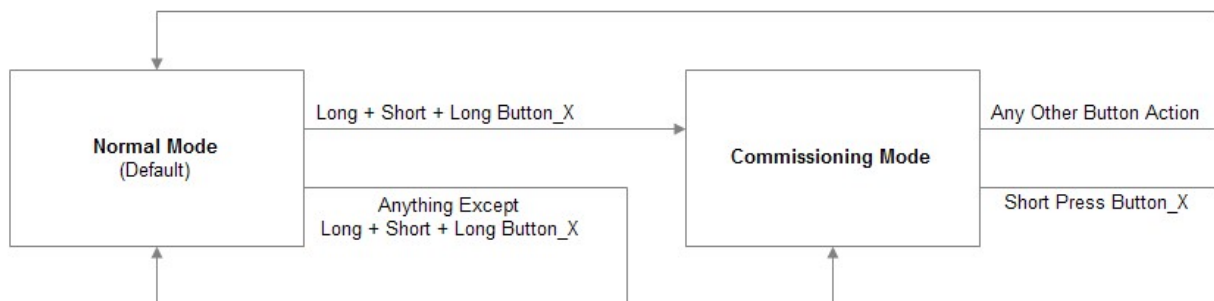 Long + Short + Long Button_X
Any Other Button Action
Normal Mode
(Default)
Commissioning Mode
Anything Except
Long + Short + Long Button_X
Short Press Button_X